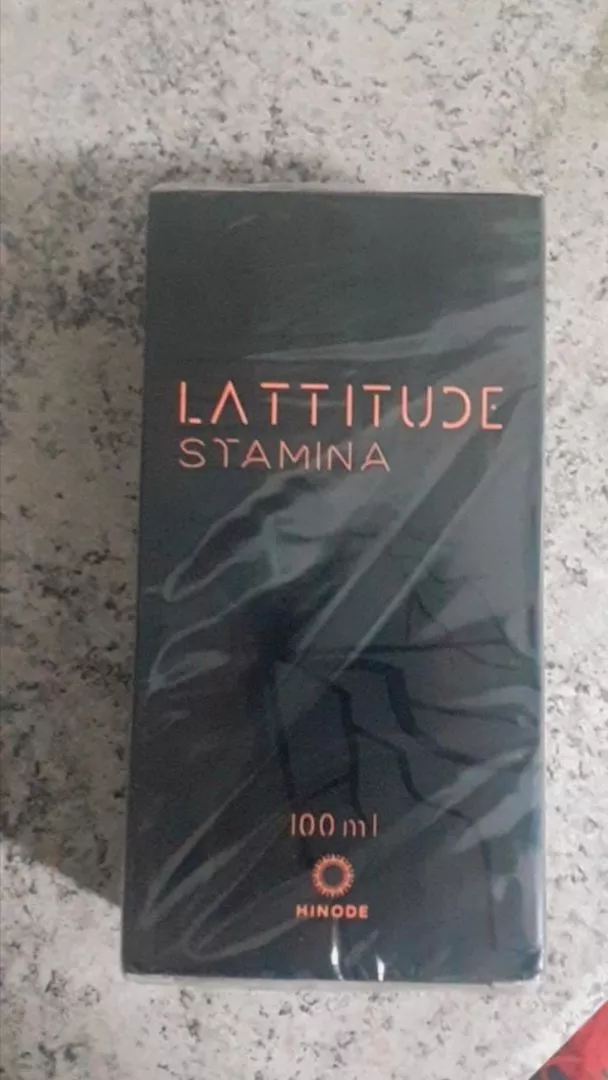 LATTITUDE
STAMINA
100 ml
HINODE